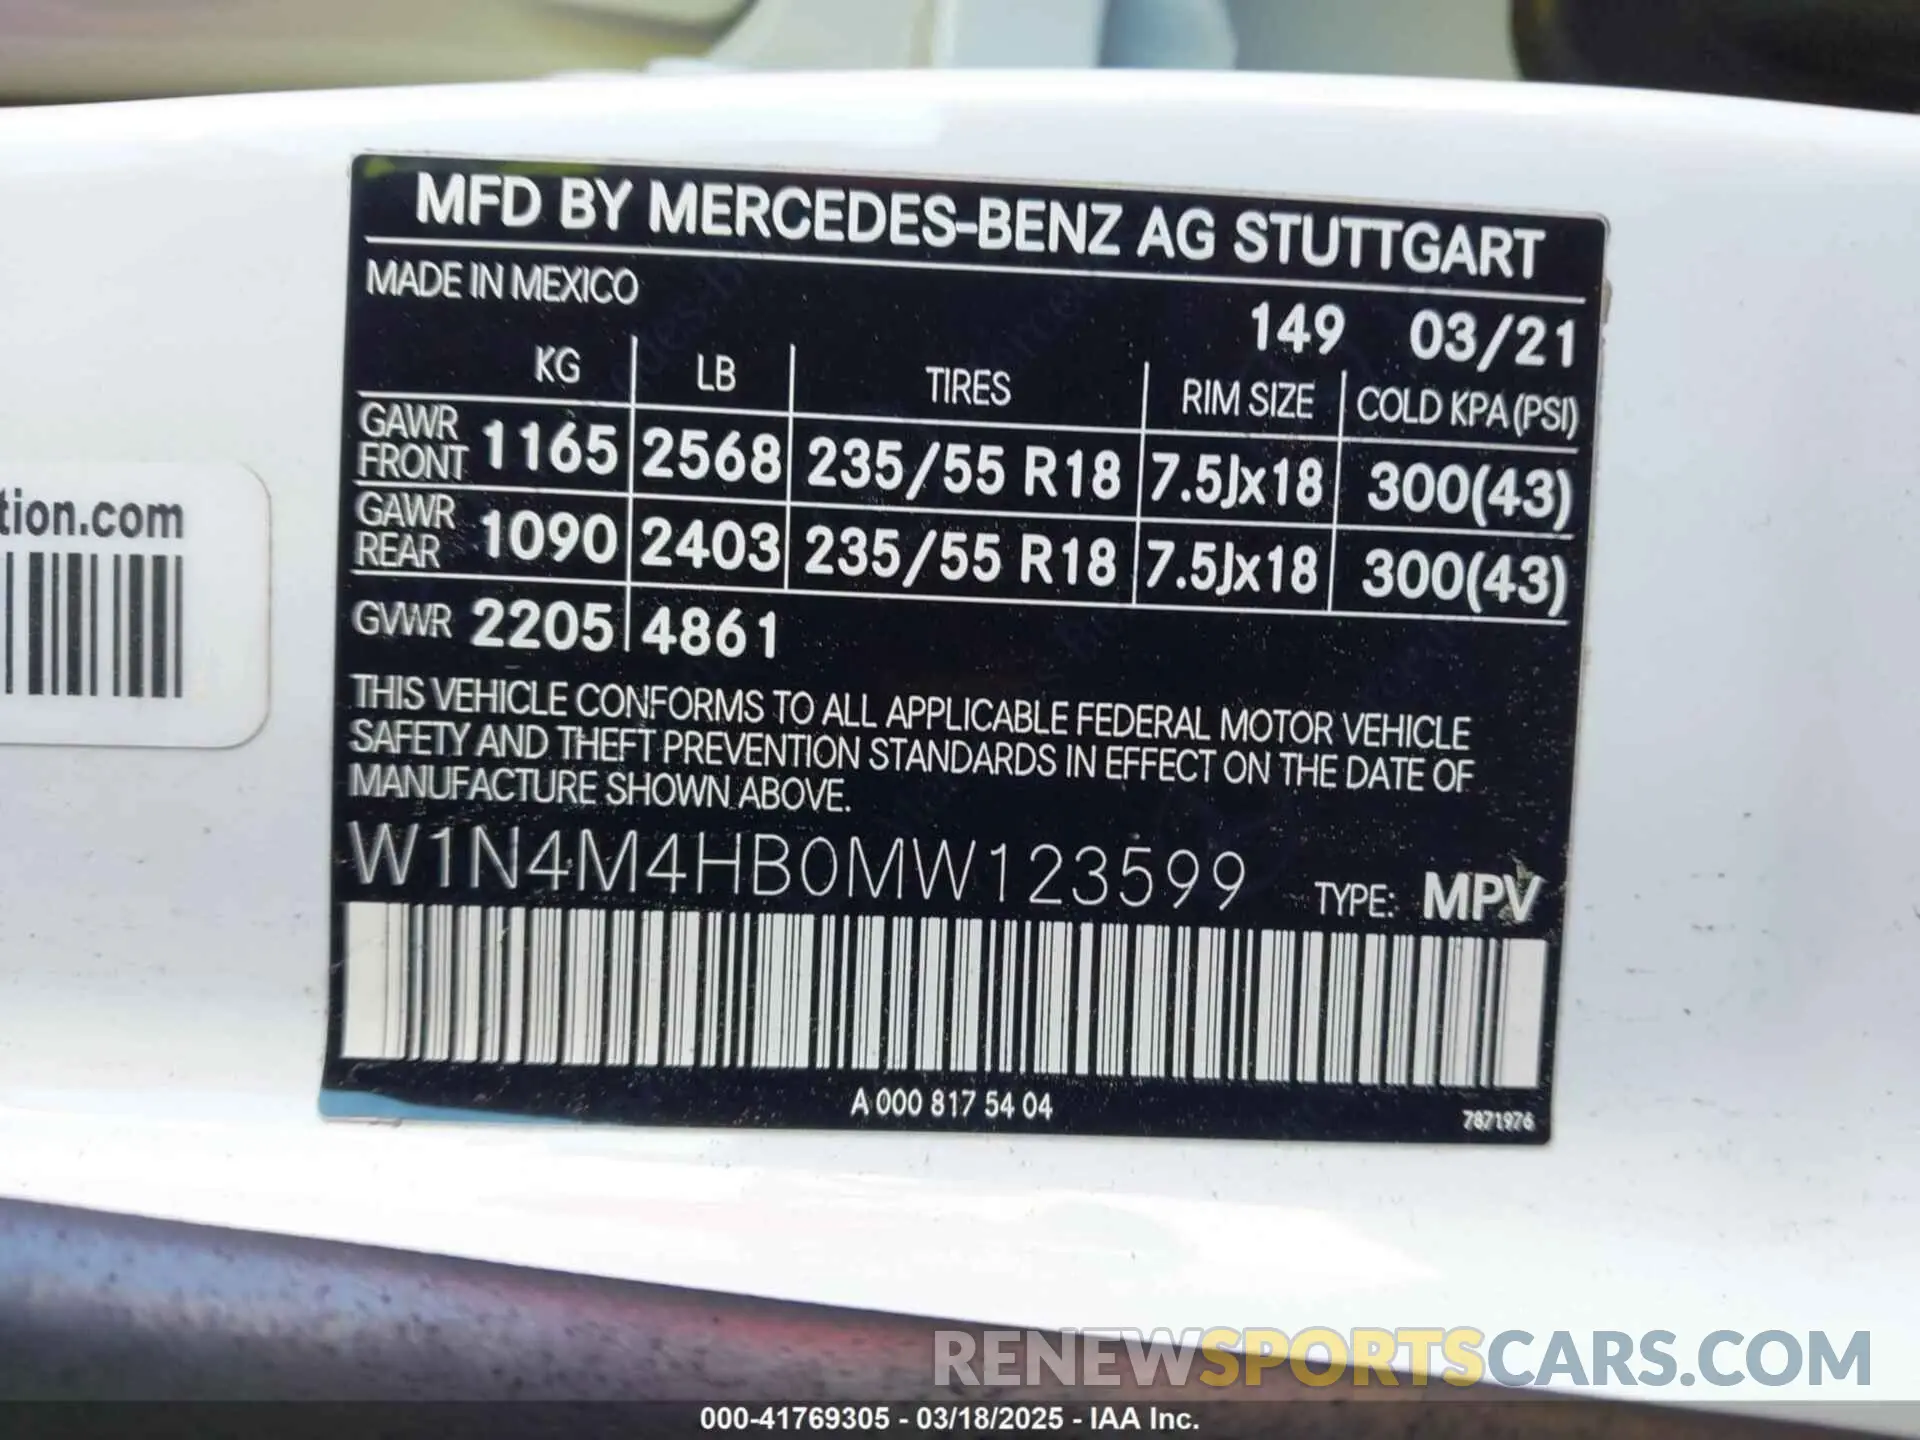 MFD BY MERCEDES-BENZ AG STUTTGART
MADE IN MEXICO
149 03/21
KG LB TIRES RIM SIZE COLD KPA (PSI)
GAWR FRONT 1165 2568 235/55 R18 7.5Jx18 300(43)
GAWR REAR 1090 2403 235/55 R18 7.5Jx18 300(43)
GVWR 2205 4861
THIS VEHICLE CONFORMS TO ALL APPLICABLE FEDERAL MOTOR VEHICLE
SAFETY AND THEFT PREVENTION STANDARDS IN EFFECT ON THE DATE OF
MANUFACTURE SHOWN ABOVE.
W1N4M4HB0MW123599 TYPE: MPV
A 000 817 54 04
7871976
tion.com
RENEWSPORTSCARS.COM
000-41769305 - 03/18/2025 - IAA Inc.